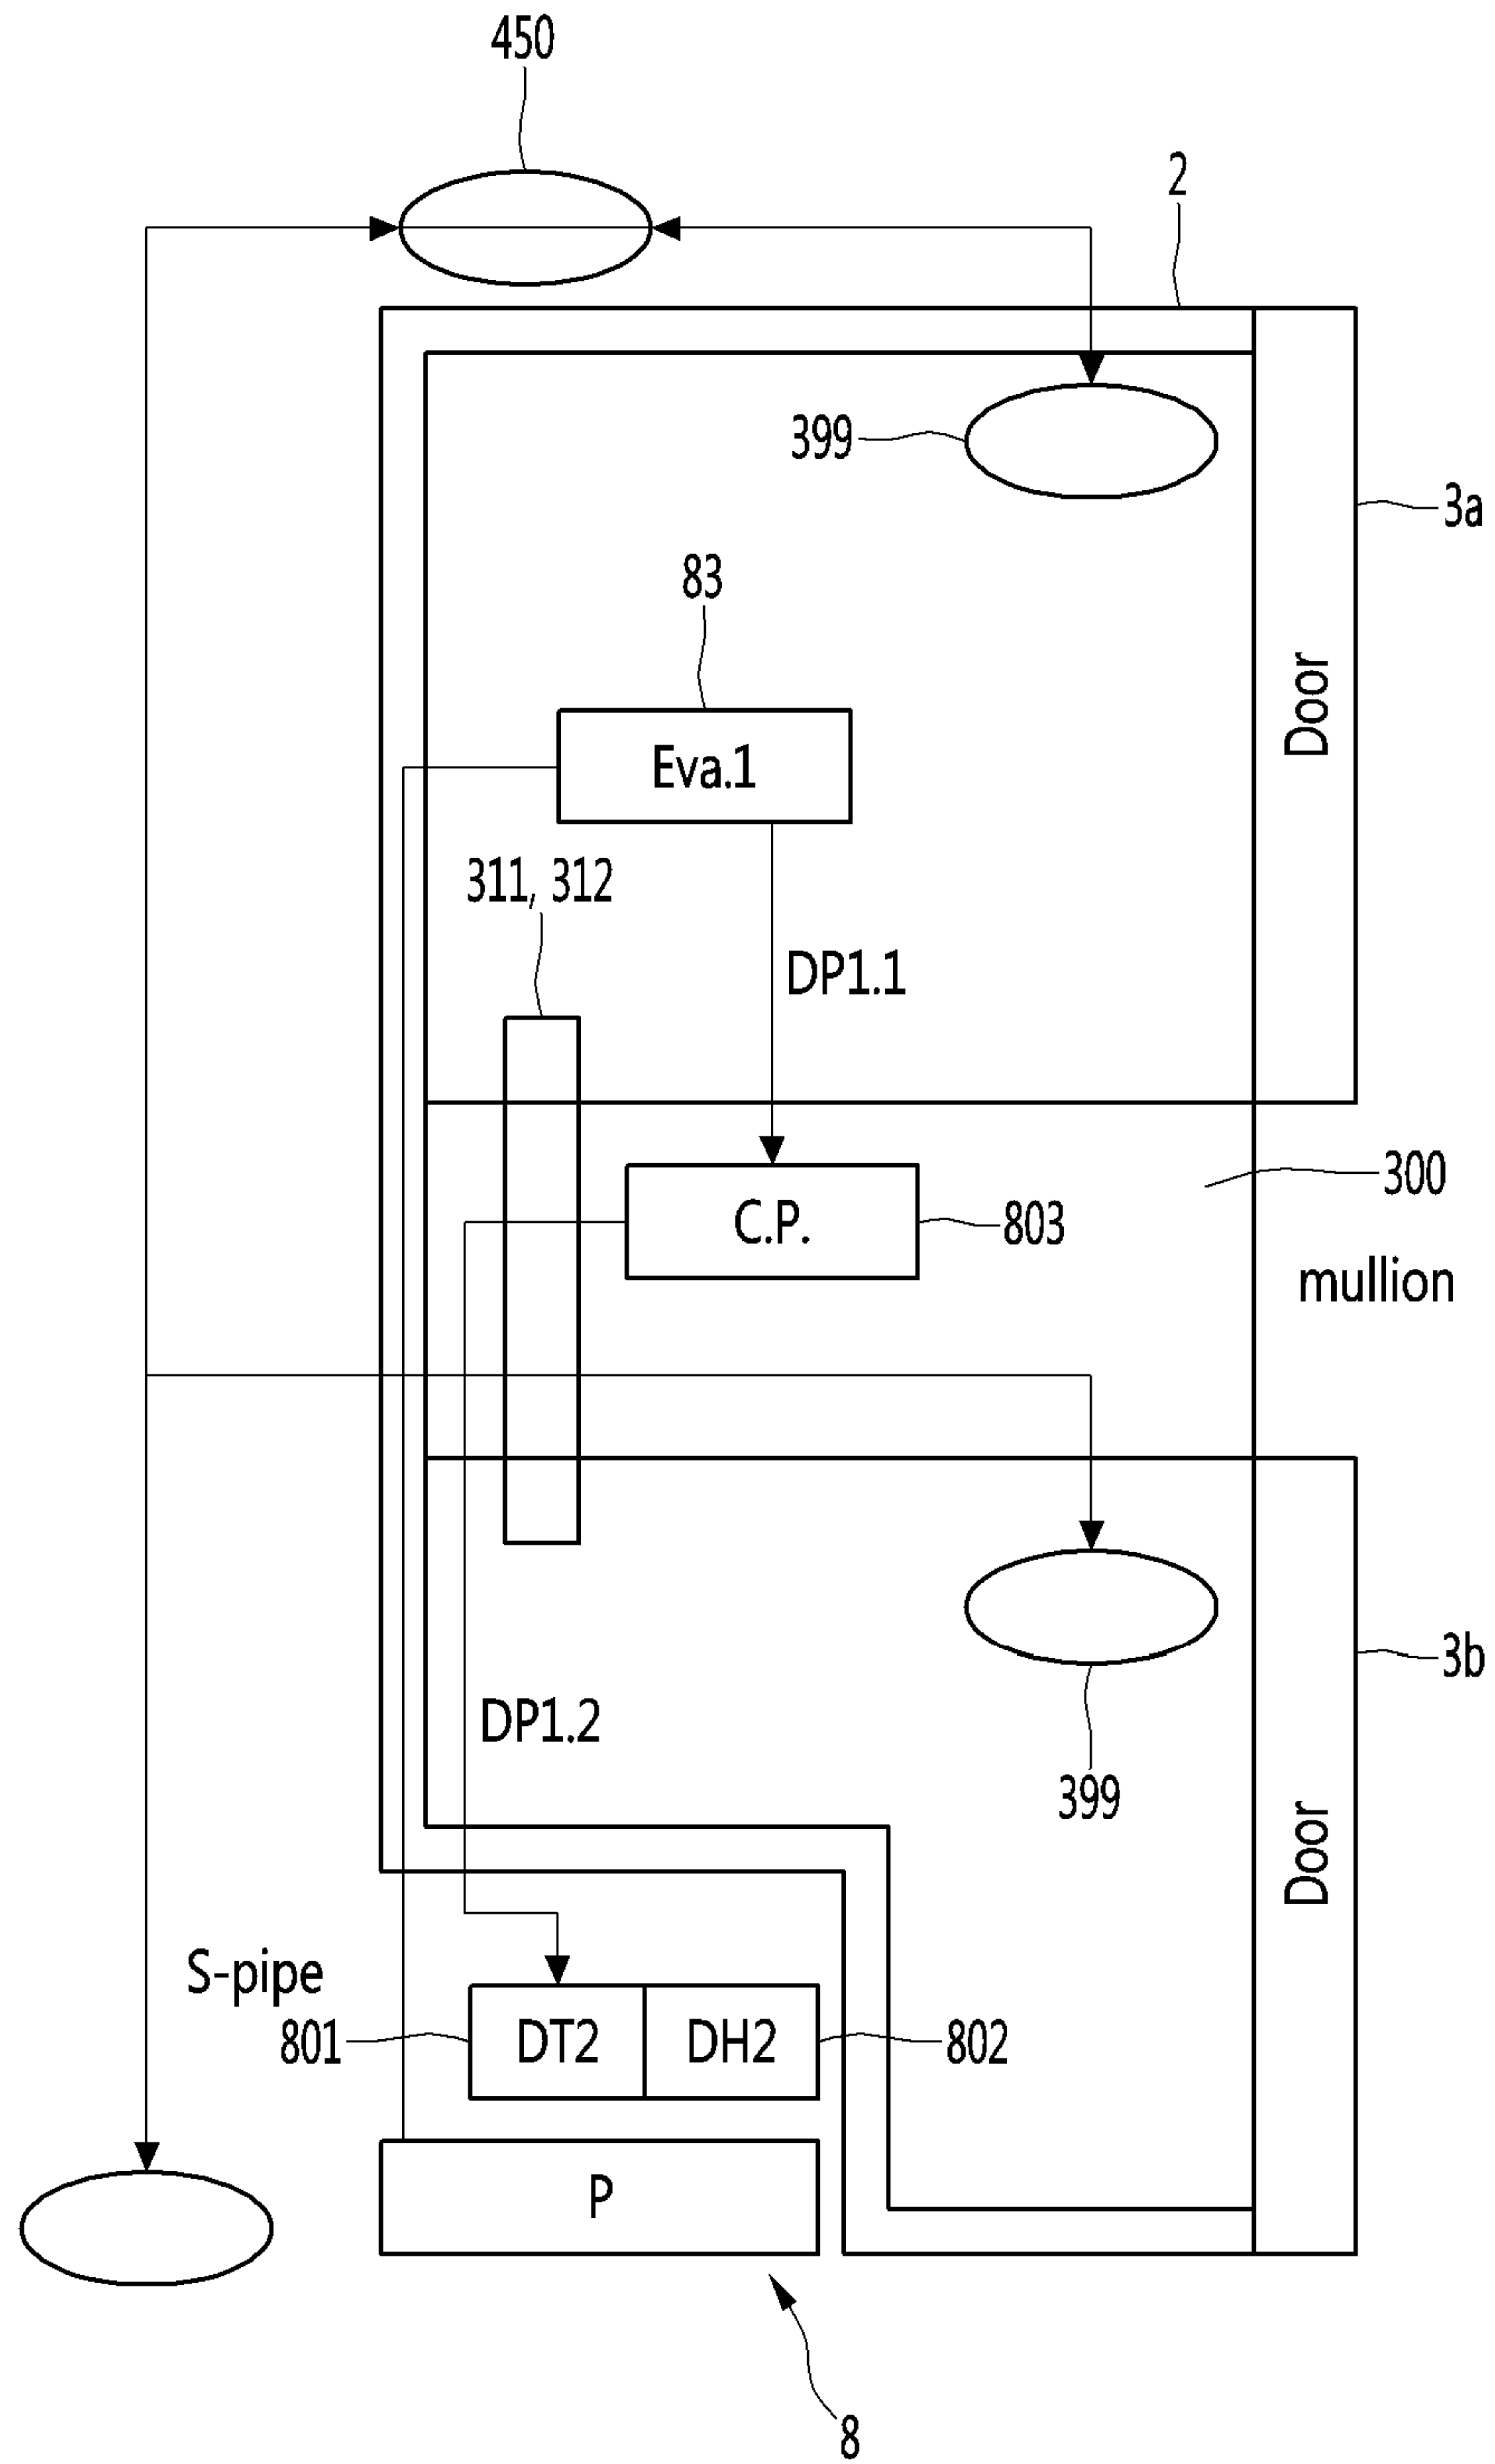 450
2
399
3a
83
Eva.1
Door
311, 312
DP1.1
300
C.P.
803
mullion
3b
DP1.2
399
Door
S-pipe
801
DT2
DH2
802
P
8